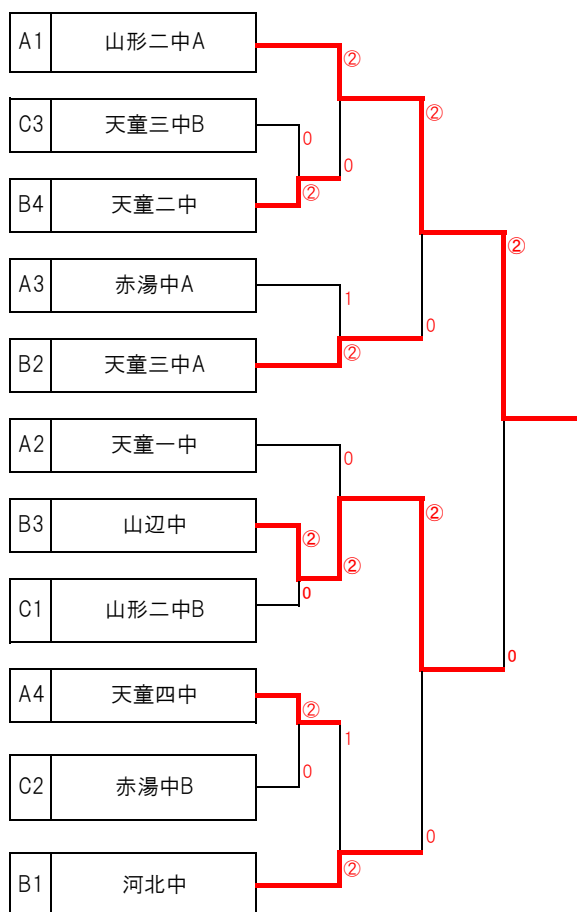 A1 山形二中A
②
②
C3 天童三中B
0
0
B4 天童二中
②
②
A3 赤湯中A
1
0
B2 天童三中A
②
A2 天童一中
0
②
B3 山辺中
②
②
C1 山形二中B
0
0
A4 天童四中
②
1
C2 赤湯中B
0
0
B1 河北中
②